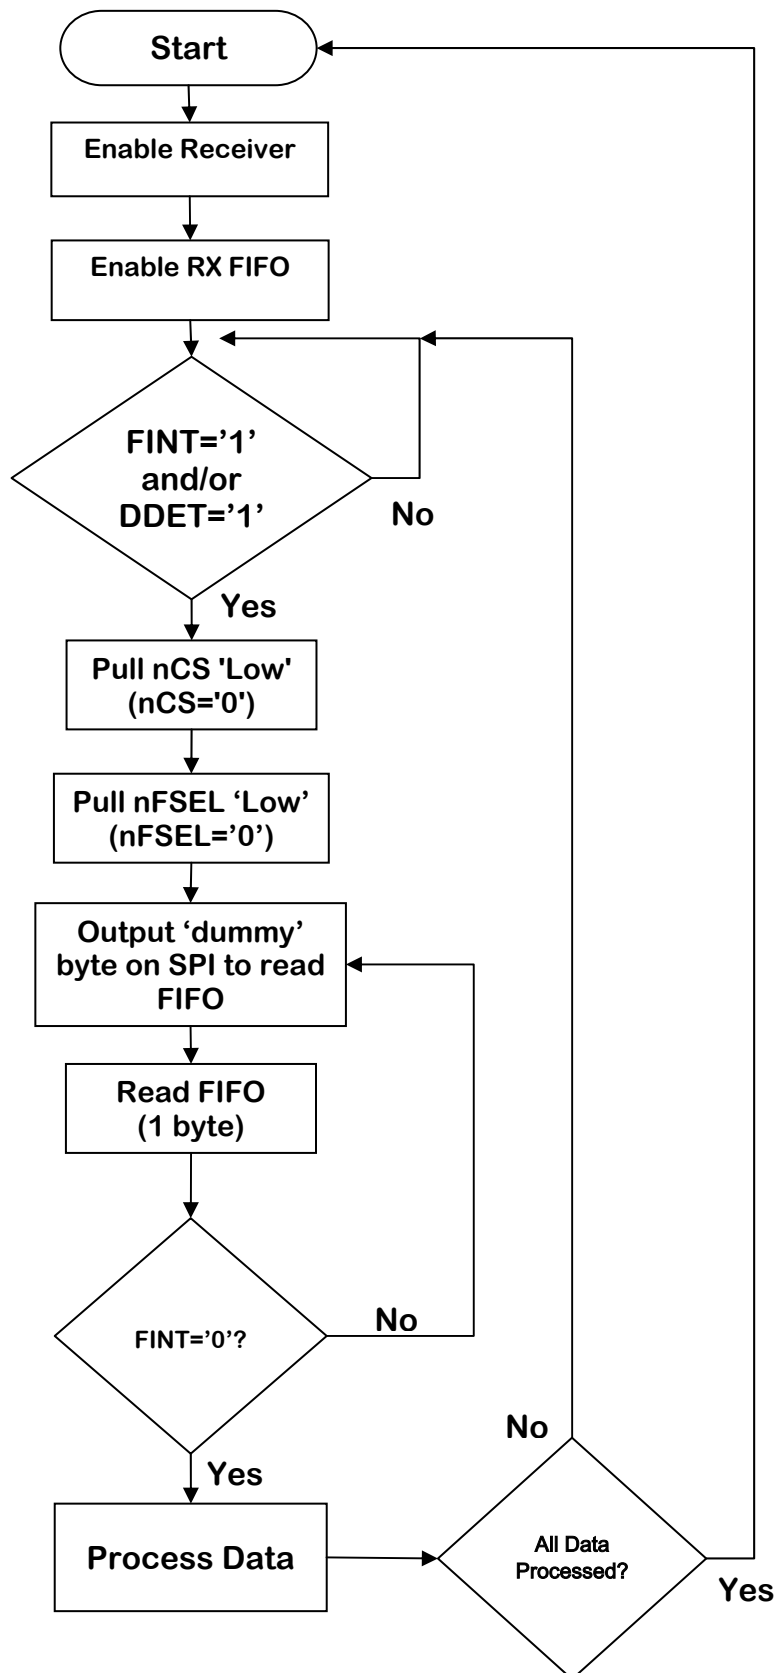 Start
Enable Receiver
Enable RX FIFO
FINT=’1’
and/or
DDET=’1’
No
Yes
Pull nCS 'Low'
(nCS='0')
Pull nFSEL ‘Low’
(nFSEL=’0’)
Output ‘dummy’
byte on SPI to read
FIFO
Read FIFO
(1 byte)
FINT=’0’?
No
Yes
Process Data
No
All Data
Processed?
Yes